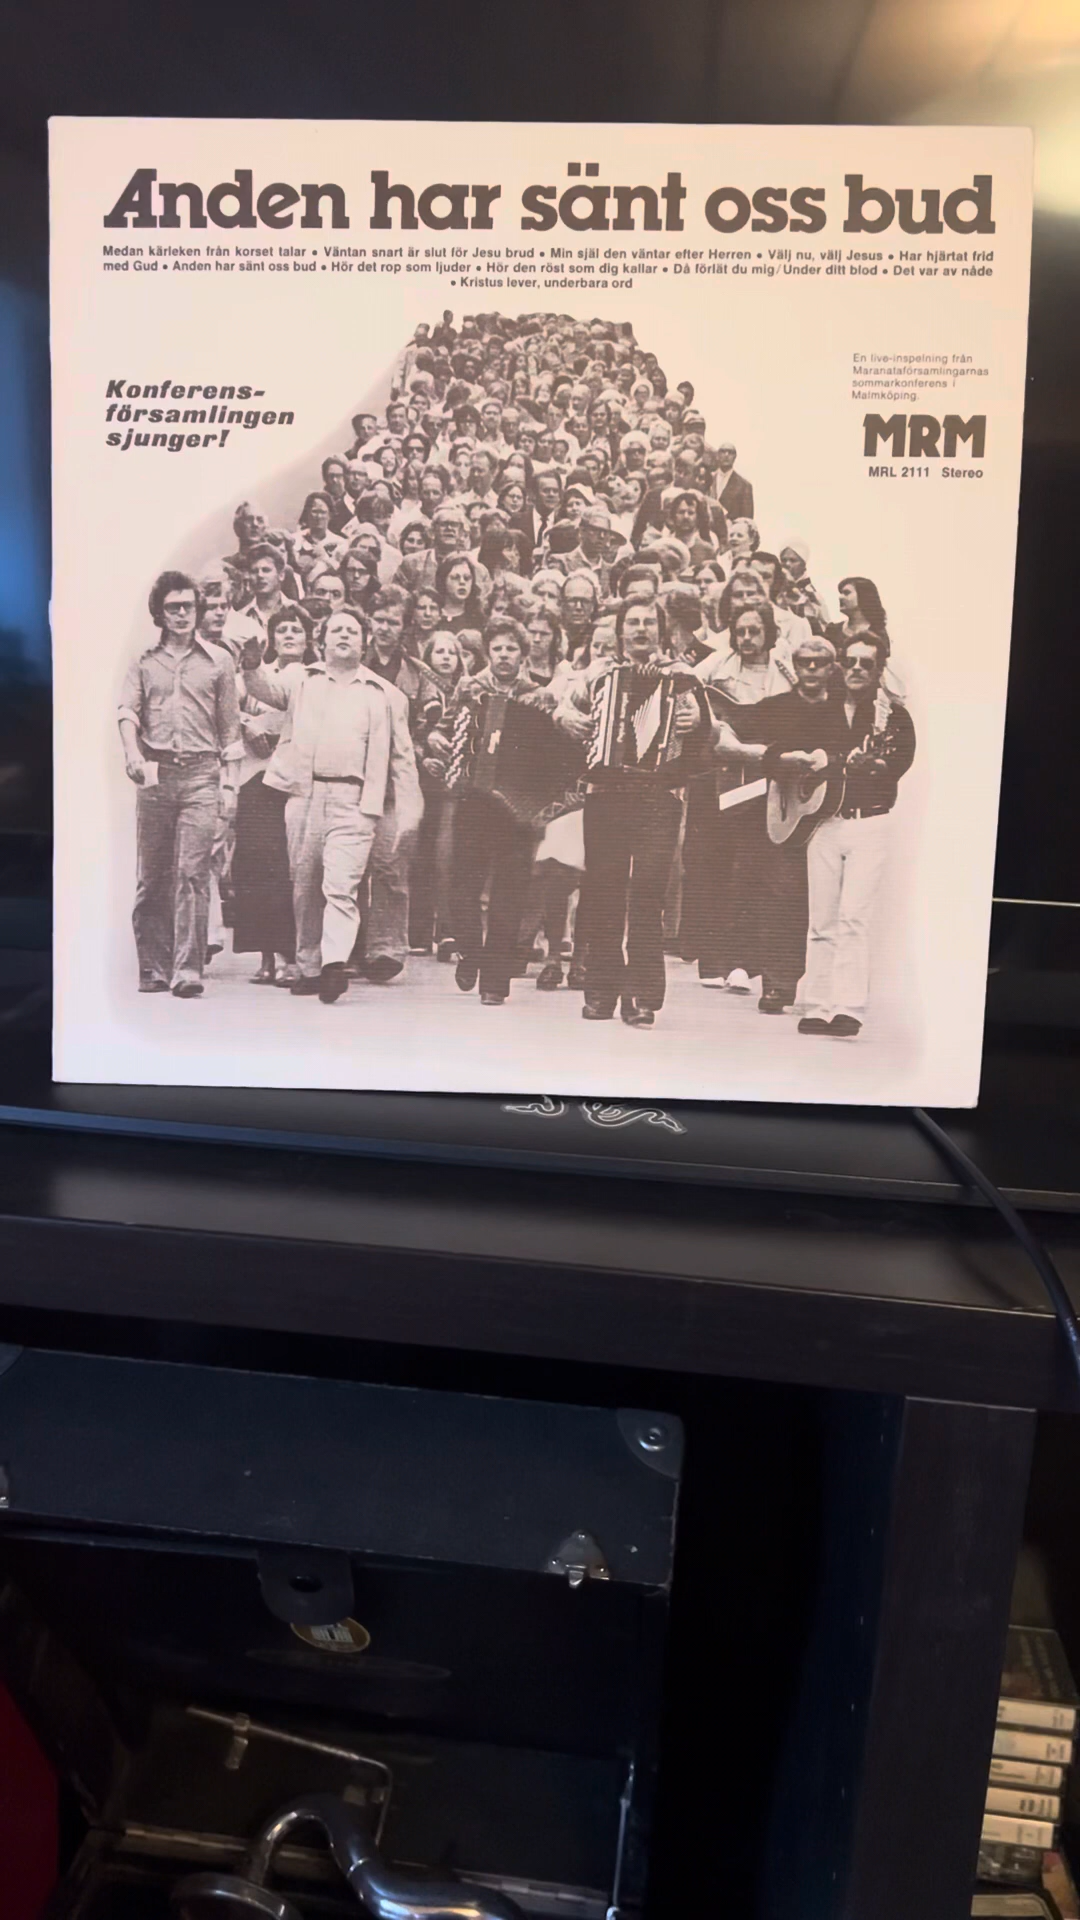 Anden har sänt oss bud
Medan kärleken från korset talar • Väntan snart är slut för Jesu brud • Min själ den väntar efter Herren • Välj nu, välj Jesus • Har hjärtat frid
med Gud • Anden har sänt oss bud • Hör det rop som ljuder • Hör den röst som dig kallar • Då förlät du mig/Under ditt blod • Det var av nåde
• Kristus lever, underbara ord
Konferens-
församlingen
sjunger!
En live-inspelning från
Maranataförsamlingarnas
sommarkonferens i
Malmköping.
MRM
MRL 2111 Stereo